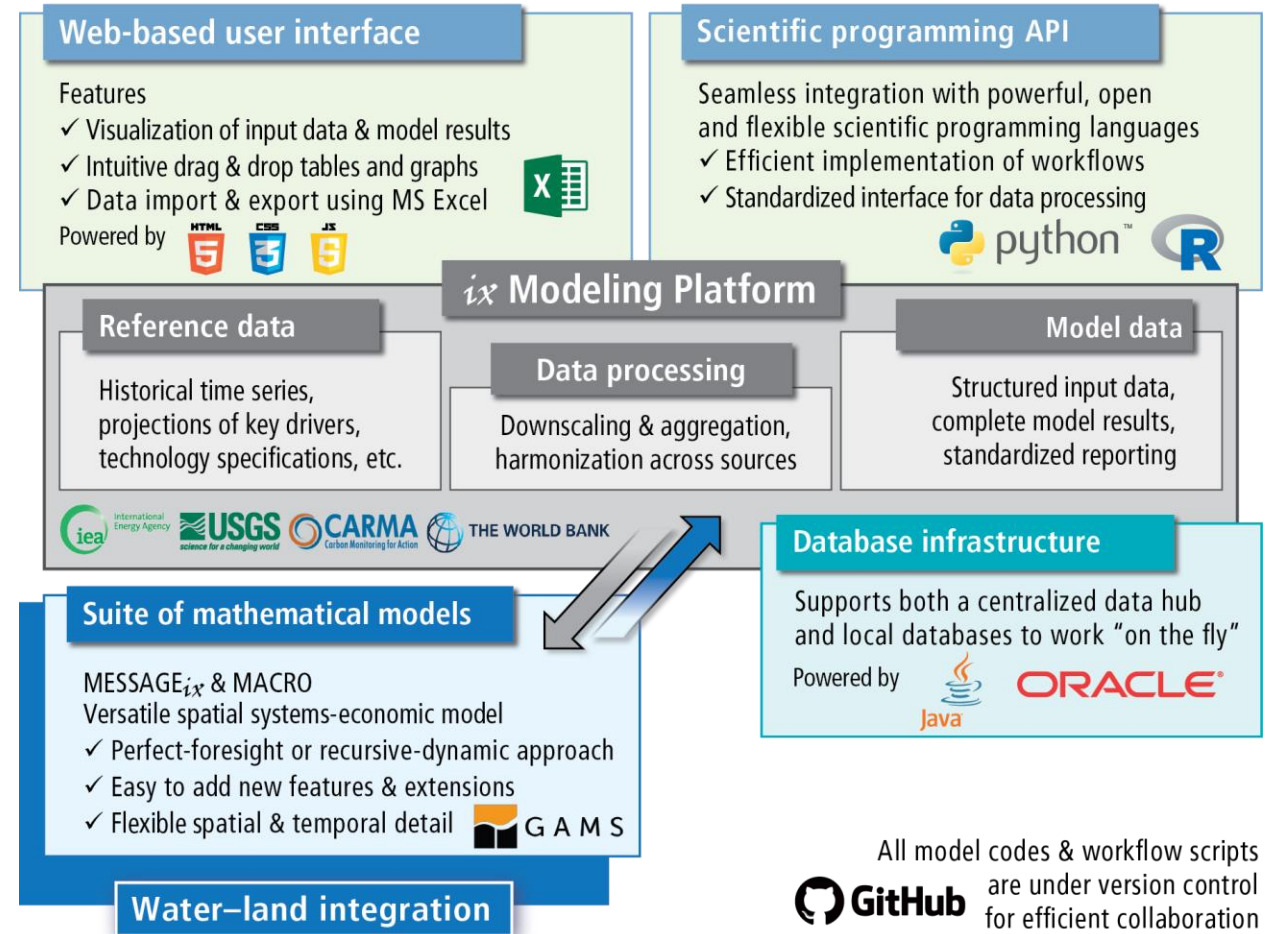 Web-based user interface
Features
✓ Visualization of input data & model results
✓ Intuitive drag & drop tables and graphs
✓ Data import & export using MS Excel
X
Powered by
HTML
5
CSS
3
JS
5
Scientific programming API
Seamless integration with powerful, open
and flexible scientific programming languages
✓ Efficient implementation of workflows
✓ Standardized interface for data processing
python™
R
ix Modeling Platform
Reference data
Historical time series,
projections of key drivers,
technology specifications, etc.
Data processing
Downscaling & aggregation,
harmonization across sources
Model data
Structured input data,
complete model results,
standardized reporting
iea
International
Energy Agency
USGS
science for a changing world
CARMA
Carbon Monitoring for Action
THE WORLD BANK
Database infrastructure
Supports both a centralized data hub
and local databases to work “on the fly”
Powered by
Java
ORACLE®
Suite of mathematical models
MESSAGEix & MACRO
Versatile spatial systems-economic model
✓ Perfect-foresight or recursive-dynamic approach
✓ Easy to add new features & extensions
✓ Flexible spatial & temporal detail
GAMS
Water–land integration
All model codes & workflow scripts
GitHub
are under version control
for efficient collaboration